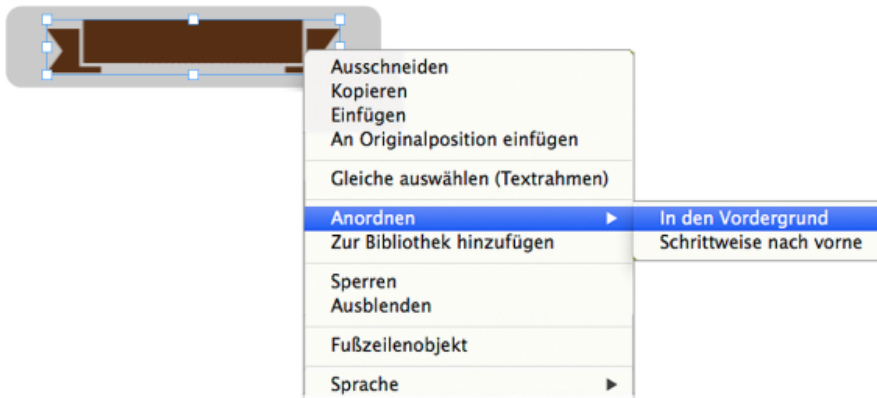 Ausschneiden
Kopieren
Einfügen
An Originalposition einfügen
Gleiche auswählen (Textrahmen)
Anordnen
In den Vordergrund
Zur Bibliothek hinzufügen
Schrittweise nach vorne
Sperren
Ausblenden
Fußzeilenobjekt
Sprache